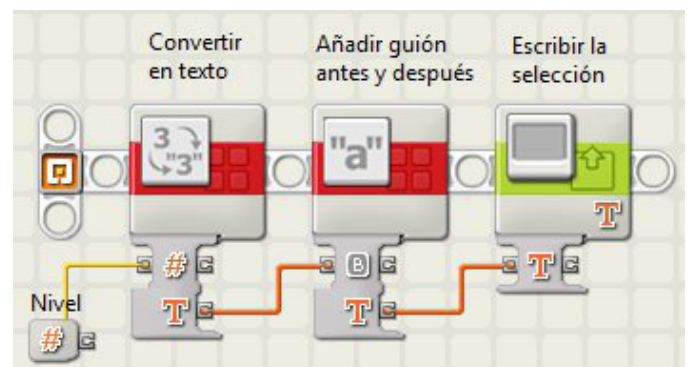 Convertir
en texto
Añadir guión
antes y después
Escribir la
selección
3
"3"
"a"
T
# B T
T T
Nivel
#